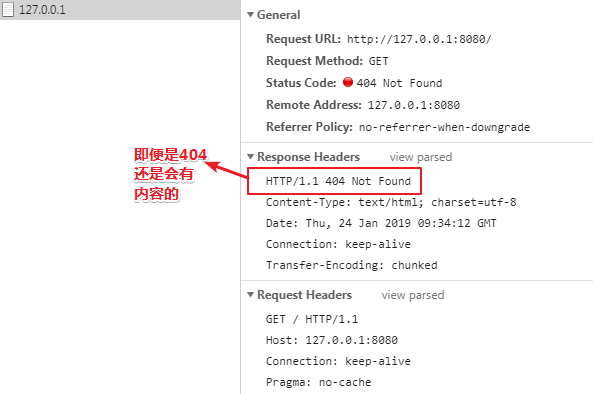 127.0.0.1
General
Request URL: http://127.0.0.1:8080/
Request Method: GET
Status Code: 404 Not Found
Remote Address: 127.0.0.1:8080
Referrer Policy: no-referrer-when-downgrade
即便是404
还是会有
内容的
Response Headers view parsed
HTTP/1.1 404 Not Found
Content-Type: text/html; charset=utf-8
Date: Thu, 24 Jan 2019 09:34:12 GMT
Connection: keep-alive
Transfer-Encoding: chunked
Request Headers view parsed
GET / HTTP/1.1
Host: 127.0.0.1:8080
Connection: keep-alive
Pragma: no-cache